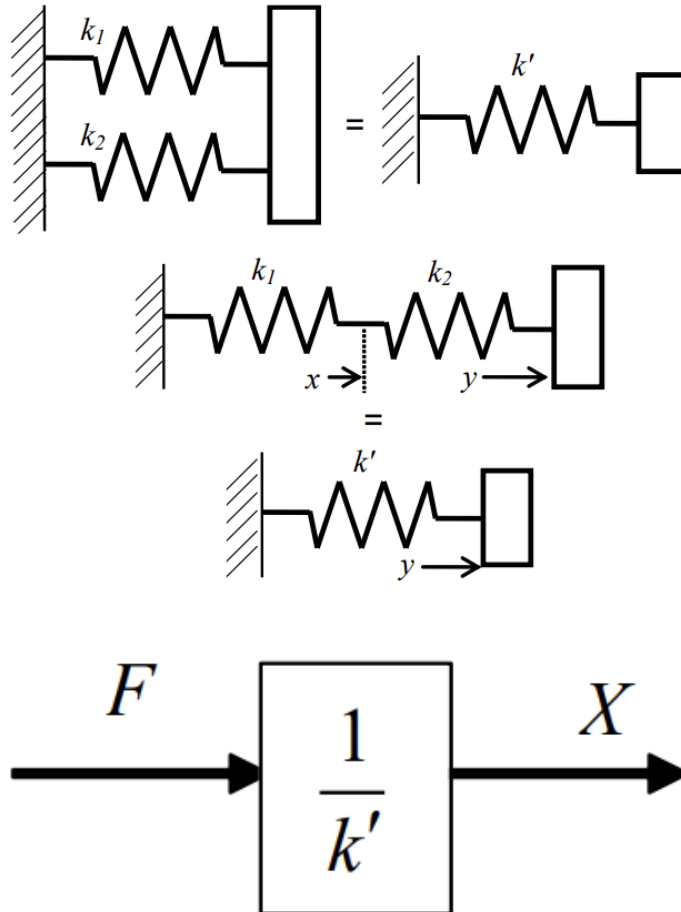 k₁
k'
=
k₂
k₁ k₂
x y
=
k'
y
F X
1
k'